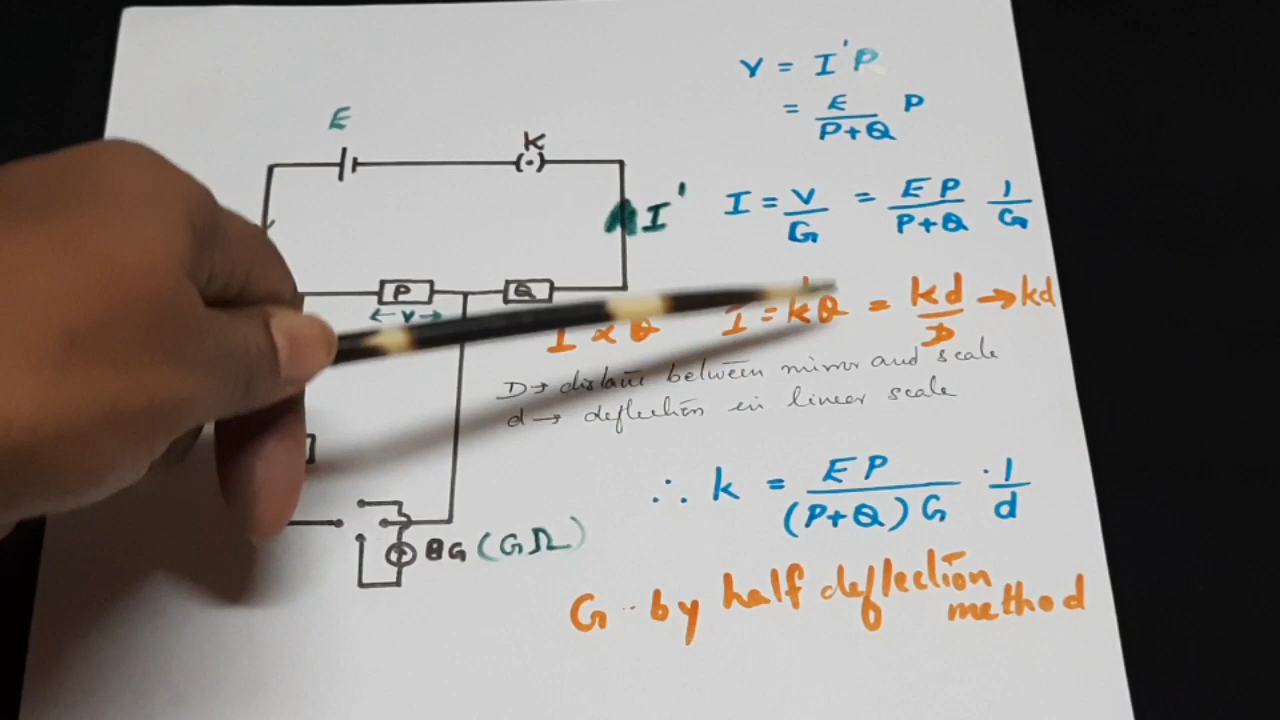 V = I'P
= E/(P+Q) P
E
K
I'
I = V/G = EP/(P+Q) 1/G
P
Q
← V →
I ∝ θ
I = k'θ = kd/D → kd
D → distance between mirror and scale
d → deflection in linear scale
∴ k = EP/((P+Q)G) · 1/d
BG (GΩ)
G .. by half deflection
method